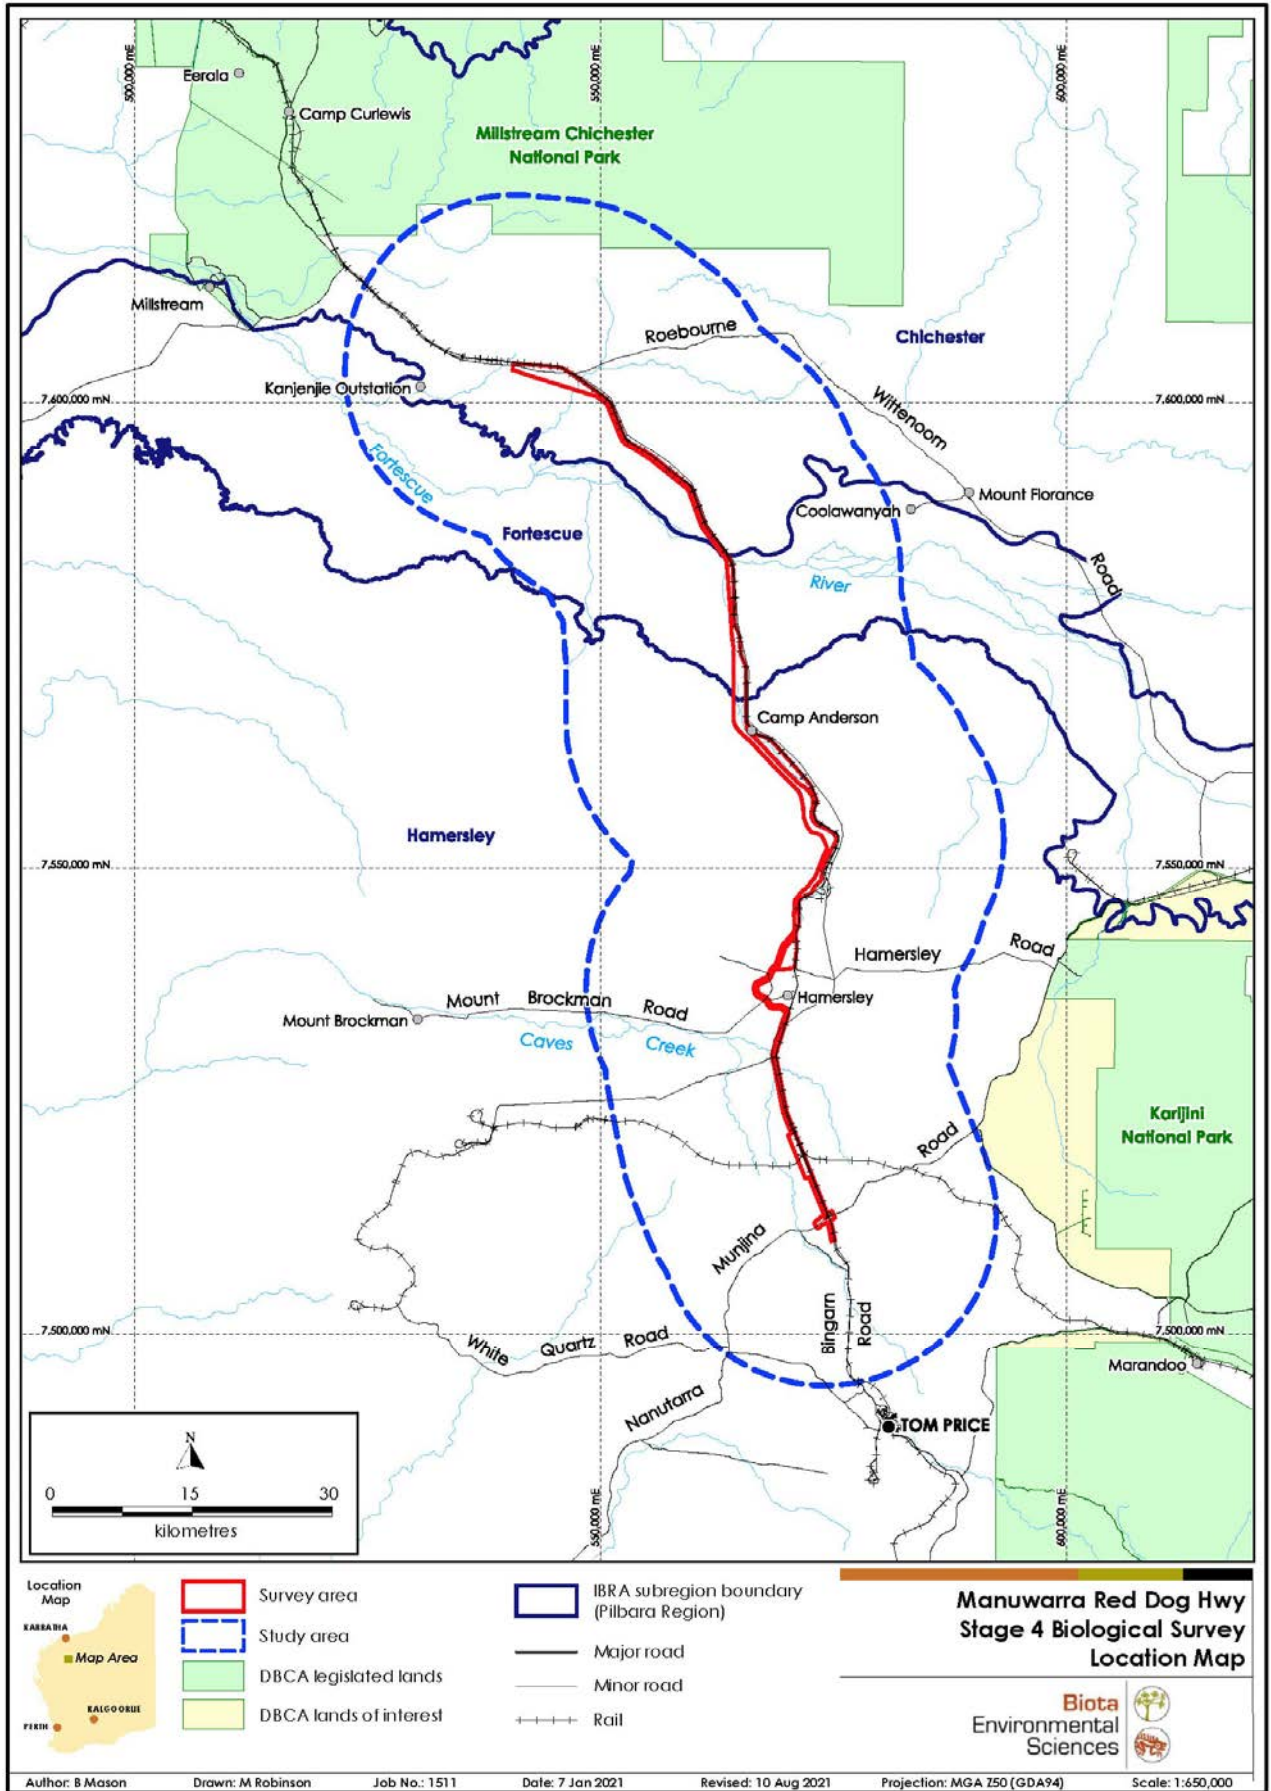 500,000 mE
550,000 mE
600,000 mE
Eerala
Camp Curlewis
Millstream Chichester
National Park
Millstream
Roebourne
Chichester
Kanjenjie Outstation
7,600,000 mN
7,600,000 mN
Wittenoom
Fortescue
Mount Florance
Coolawanyah
Fortescue
River
Road
Camp Anderson
Hamersley
7,550,000 mN
7,550,000 mN
Hamersley
Road
Hamersley
Mount Brockman Road
Mount Brockman
Caves Creek
Karijini
National Park
Road
Munjina
Bingarn
Road
7,500,000 mN
7,500,000 mN
White Quartz Road
Marandoo
Nanutarra
TOM PRICE
N
0 15 30
kilometres
550,000 mE
600,000 mE
Location
Map
KARRATHA
Map Area
KALGOORLIE
PERTH
Survey area
Study area
DBCA legislated lands
DBCA lands of interest
IBRA subregion boundary
(Pilbara Region)
Major road
Minor road
Rail
Manuwarra Red Dog Hwy
Stage 4 Biological Survey
Location Map
Biota
Environmental
Sciences
Author: B Mason Drawn: M Robinson Job No.: 1511 Date: 7 Jan 2021 Revised: 10 Aug 2021 Projection: MGA Z50 (GDA94) Scale: 1:650,000